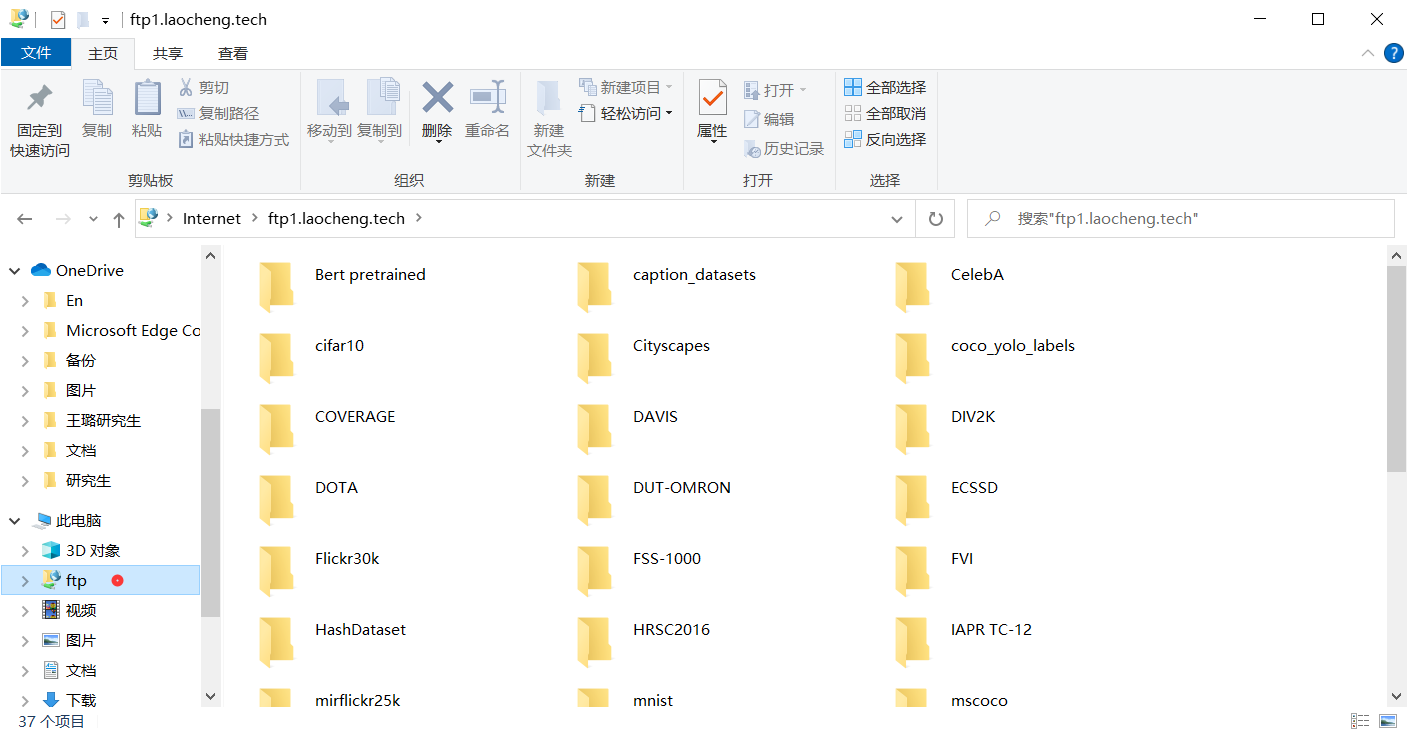 ftp1.laocheng.tech
文件 主页 共享 查看
固定到
快速访问
复制
粘贴
剪切
复制路径
粘贴快捷方式
剪贴板
移动到
复制到
删除
重命名
组织
新建
文件夹
新建项目
轻松访问
新建
属性
打开
编辑
历史记录
打开
全部选择
全部取消
反向选择
选择
Internet ftp1.laocheng.tech
搜索"ftp1.laocheng.tech"
OneDrive
En
Microsoft Edge Co
备份
图片
王璐研究生
文档
研究生
此电脑
3D 对象
ftp
视频
图片
文档
下载
Bert pretrained caption_datasets CelebA
cifar10 Cityscapes coco_yolo_labels
COVERAGE DAVIS DIV2K
DOTA DUT-OMRON ECSSD
Flickr30k FSS-1000 FVI
HashDataset HRSC2016 IAPR TC-12
mirflickr25k mnist mscoco
37 个项目